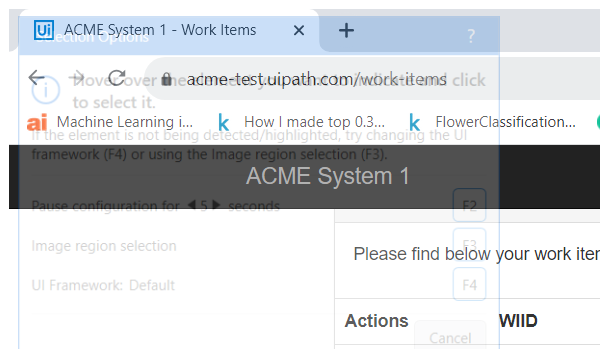 Ui ACME System 1 - Work Items
Selection Options ?
acme-test.uipath.com/work-items
Hover over the element you want to indicate and click
to select it.
ai Machine Learning i... k How I made top 0.3... k FlowerClassification...
If the element is not being detected/highlighted, try changing the UI
framework (F4) or using the Image region selection (F3).
ACME System 1
Pause configuration for 5 seconds F2
Image region selection F3
Please find below your work iter
UI Framework: Default F4
Actions WIID
Cancel